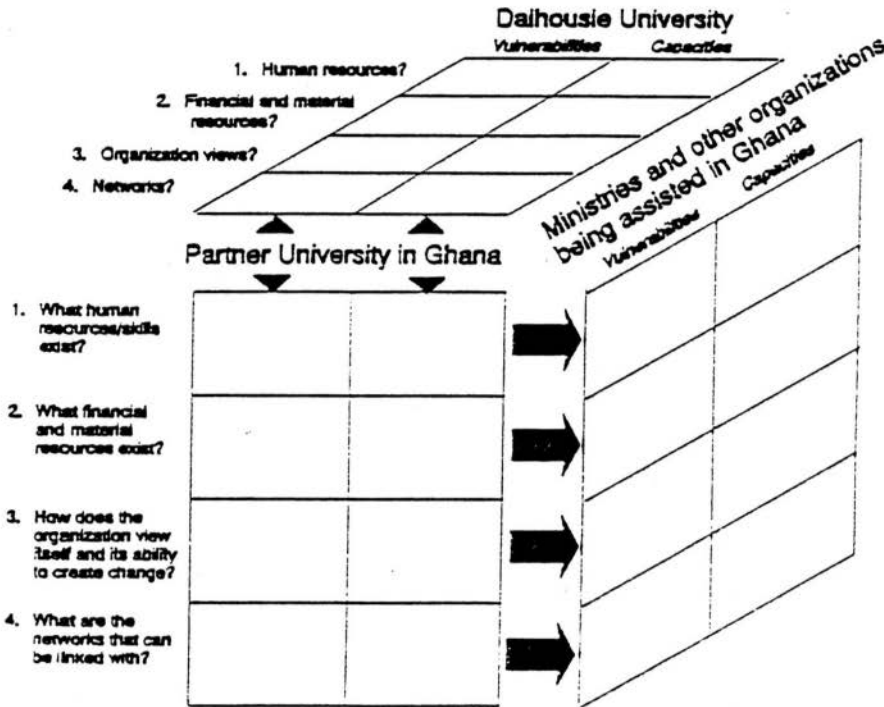 Dalhousie University
Vulnerabilities Capacities
1. Human resources?
2. Financial and material
resources?
3. Organization views?
4. Networks?
Ministries and other organizations
being assisted in Ghana
Vulnerabilities Capacities
Partner University in Ghana
1. What human
resources/skills
exist?
2. What financial
and material
resources exist?
3. How does the
organization view
itself and its ability
to create change?
4. What are the
networks that can
be linked with?